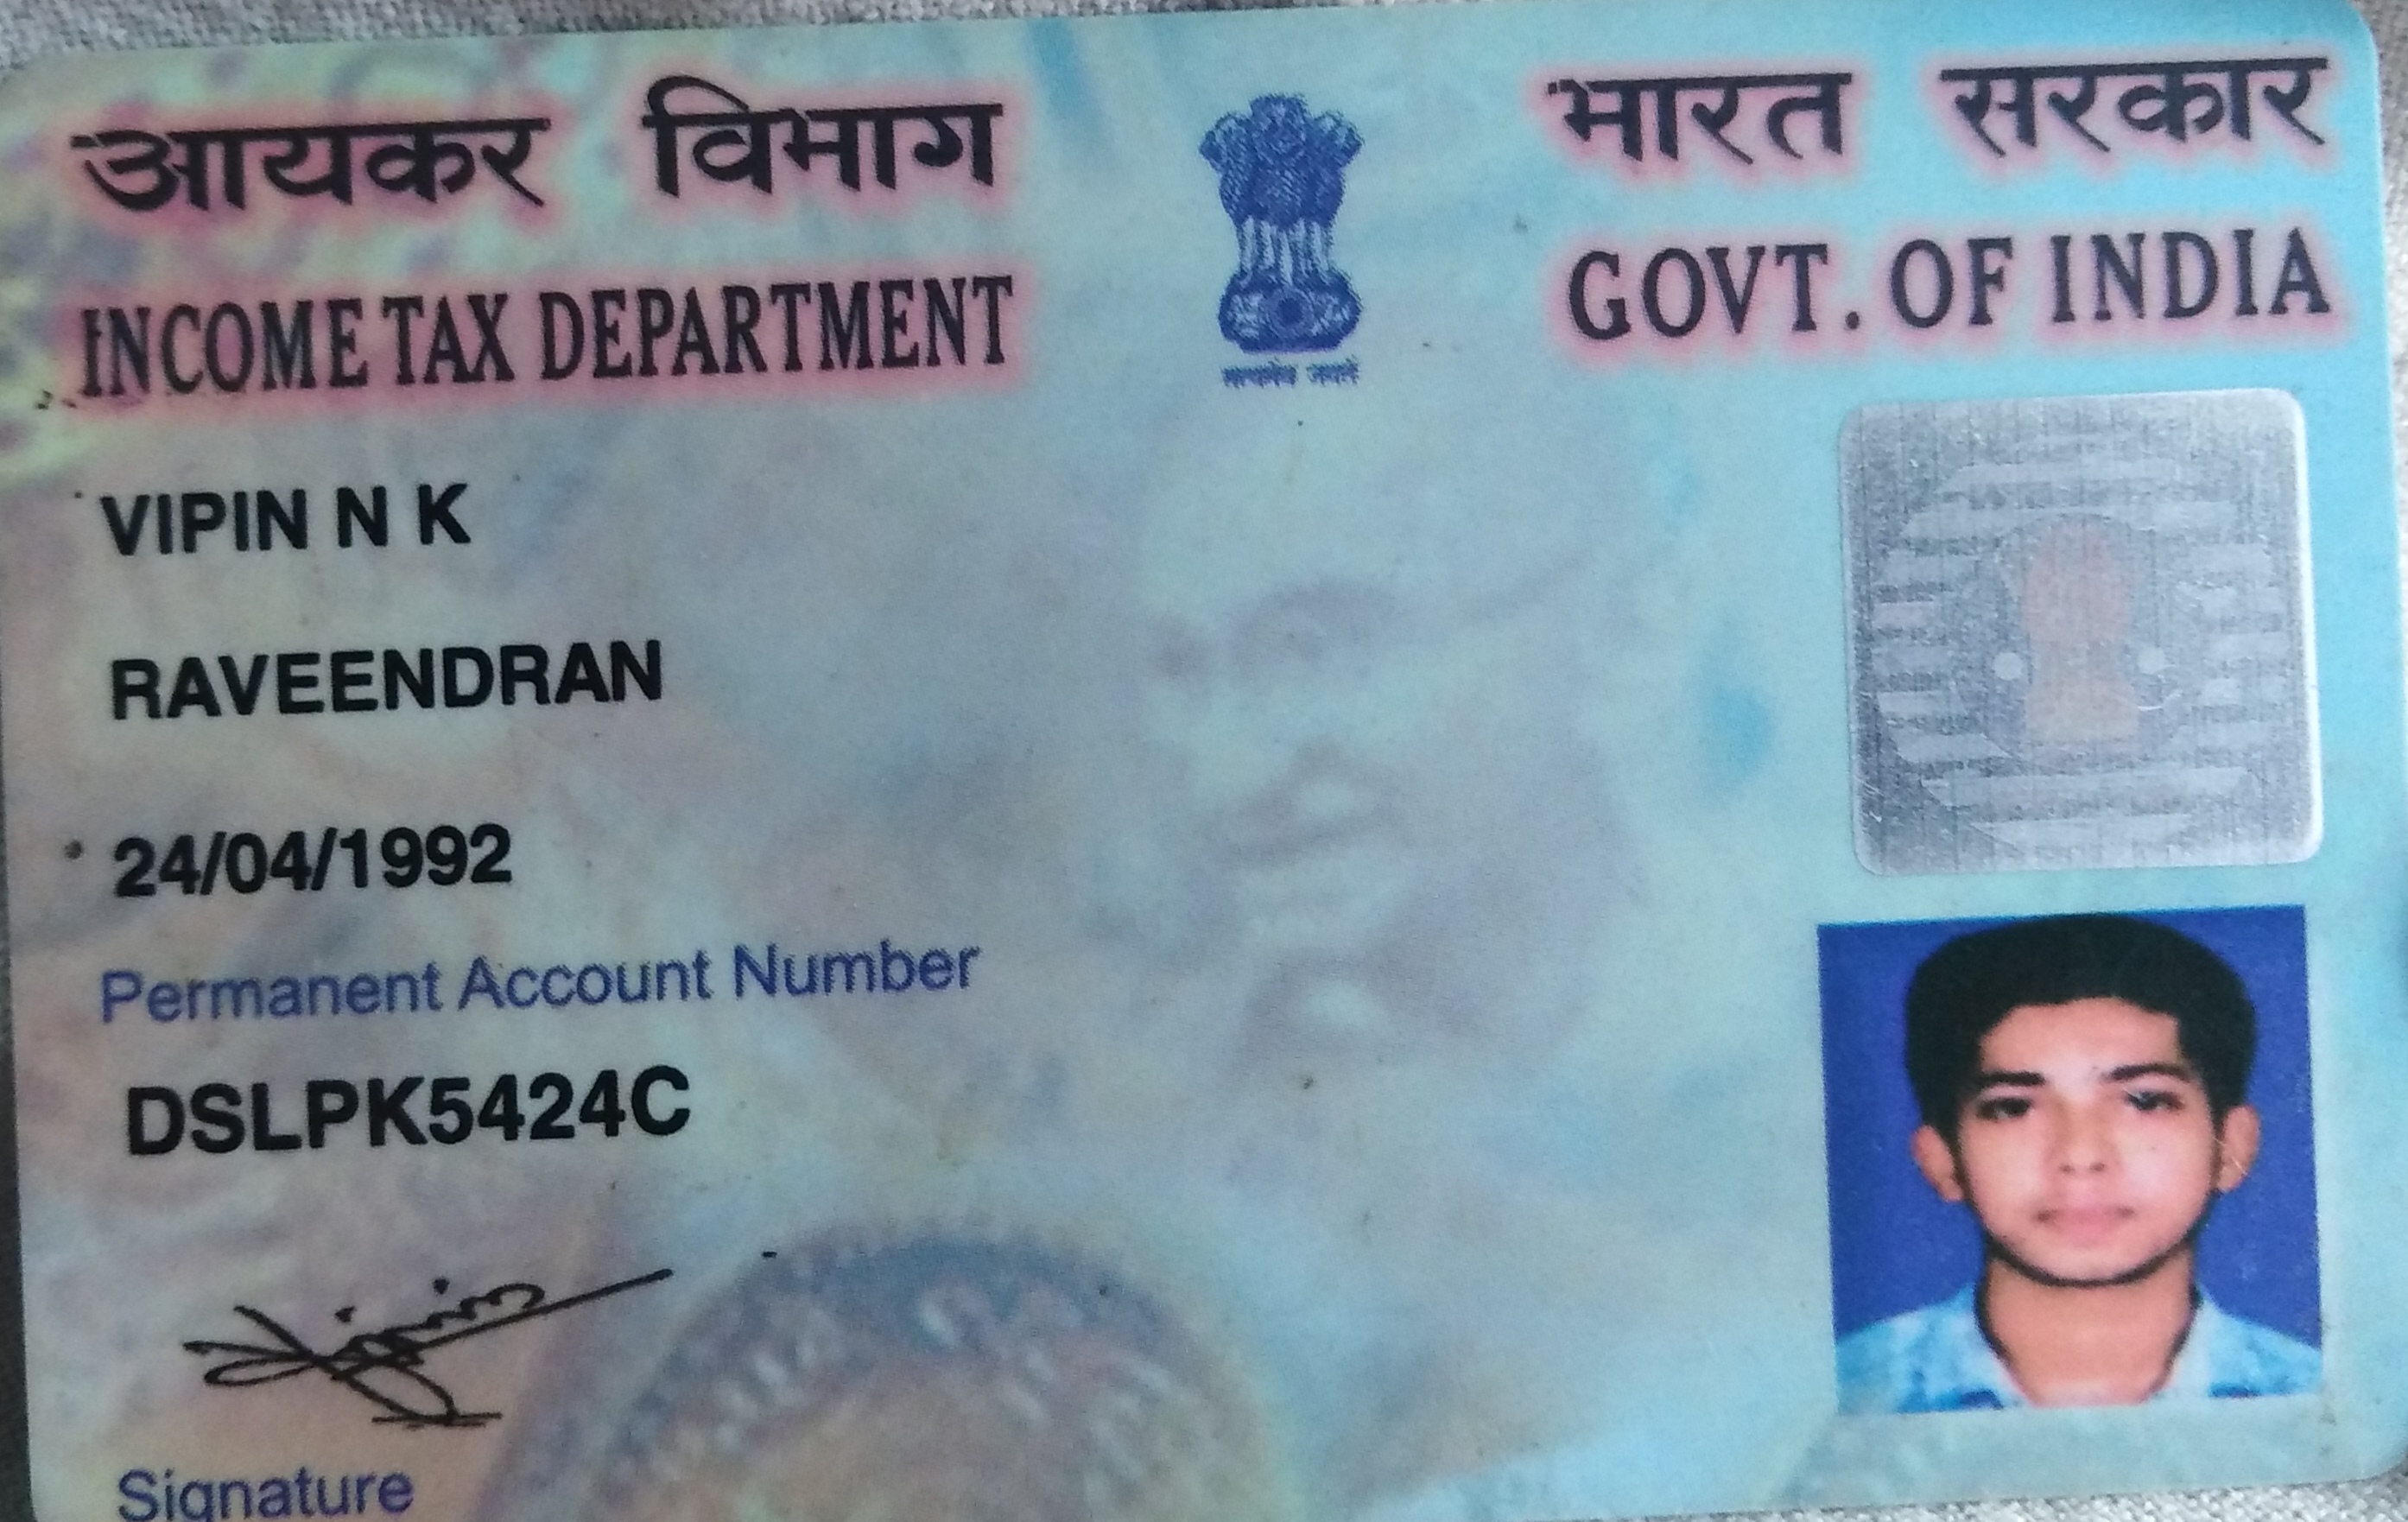 आयकर विभाग
INCOME TAX DEPARTMENT
सत्यमेव जयते
भारत सरकार
GOVT. OF INDIA
VIPIN N K
RAVEENDRAN
24/04/1992
Permanent Account Number
DSLPK5424C
Vipin
Signature